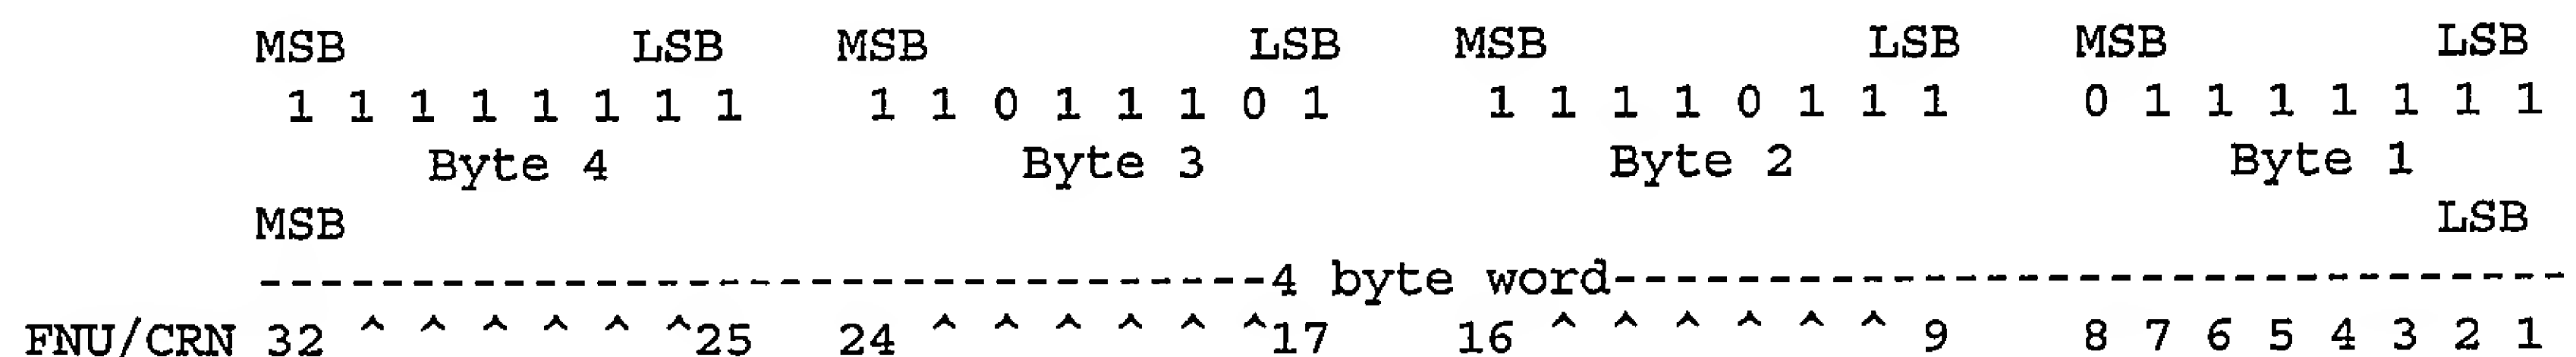 MSB LSB MSB LSB MSB LSB MSB LSB
1 1 1 1 1 1 1 1 1 1 0 1 1 1 0 1 1 1 1 1 0 1 1 1 0 1 1 1 1 1 1 1
Byte 4 Byte 3 Byte 2 Byte 1
MSB LSB
---------------------------------4 byte word-------------------------------
FNU/CRN 32 ^ ^ ^ ^ ^ ^25 24 ^ ^ ^ ^ ^ ^17 16 ^ ^ ^ ^ ^ ^ 9 8 7 6 5 4 3 2 1